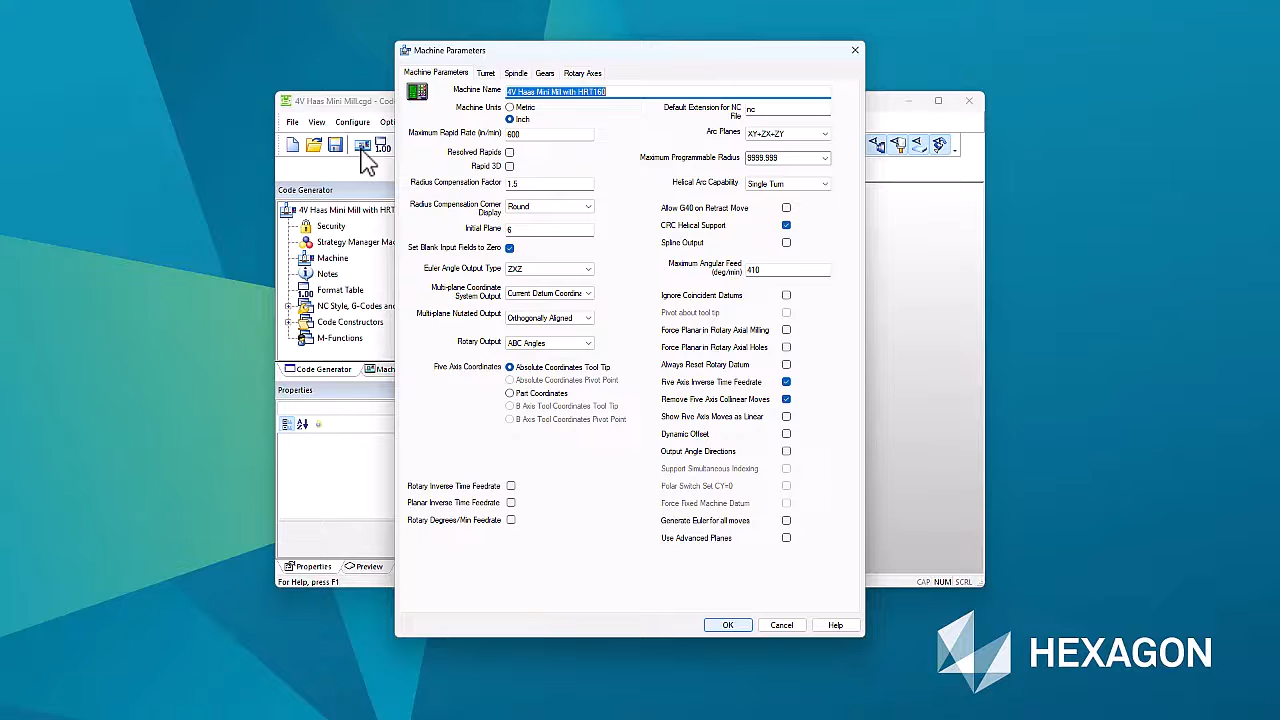 Machine Parameters
Machine Parameters Turret Spindle Gears Rotary Axes
Machine Name 4V Haas Mini Mill with HRT160
Machine Units Metric
Inch
Maximum Rapid Rate (in/min) 600
Resolved Rapids
Rapid 3D
Radius Compensation Factor 1.5
Radius Compensation Corner Display Round
Initial Plane 6
Set Blank Input Fields to Zero
Euler Angle Output Type ZXZ
Multi-plane Coordinate System Output Current Datum Coordina
Multi-plane Nutated Output Orthogonally Aligned
Rotary Output ABC Angles
Five Axis Coordinates Absolute Coordinates Tool Tip
Absolute Coordinates Pivot Point
Part Coordinates
B Axis Tool Coordinates Tool Tip
B Axis Tool Coordinates Pivot Point
Rotary Inverse Time Feedrate
Planar Inverse Time Feedrate
Rotary Degrees/Min Feedrate
Default Extension for NC File nc
Arc Planes XY+ZX+ZY
Maximum Programmable Radius 9999.999
Helical Arc Capability Single Turn
Allow G40 on Retract Move
CRC Helical Support
Spline Output
Maximum Angular Feed (deg/min) 410
Ignore Coincident Datums
Pivot about tool tip
Force Planar in Rotary Axial Milling
Force Planar in Rotary Axial Holes
Always Reset Rotary Datum
Five Axis Inverse Time Feedrate
Remove Five Axis Collinear Moves
Show Five Axis Moves as Linear
Dynamic Offset
Output Angle Directions
Support Simultaneous Indexing
Polar Switch Set CY=0
Force Fixed Machine Datum
Generate Euler for all moves
Use Advanced Planes
OK Cancel Help
4V Haas Mini Mill.cgd - Cod
File View Configure Opti
1.00
Code Generator
4V Haas Mini Mill with HRT
Security
Strategy Manager Ma
Machine
Notes
1.00 Format Table
NC Style, G-Codes and
Code Constructors
M-Functions
Code Generator Mach
Properties
Properties Preview
For Help, press F1
CAP NUM SCRL
HEXAGON